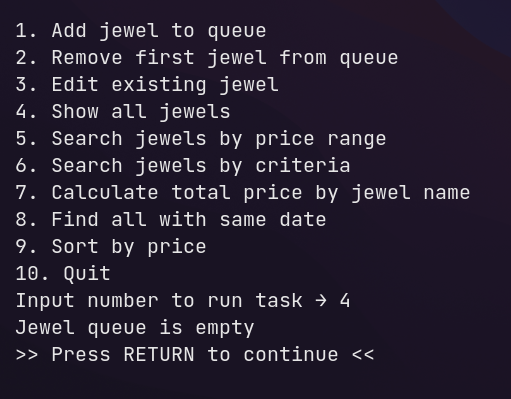 1. Add jewel to queue
2. Remove first jewel from queue
3. Edit existing jewel
4. Show all jewels
5. Search jewels by price range
6. Search jewels by criteria
7. Calculate total price by jewel name
8. Find all with same date
9. Sort by price
10. Quit
Input number to run task → 4
Jewel queue is empty
>> Press RETURN to continue <<